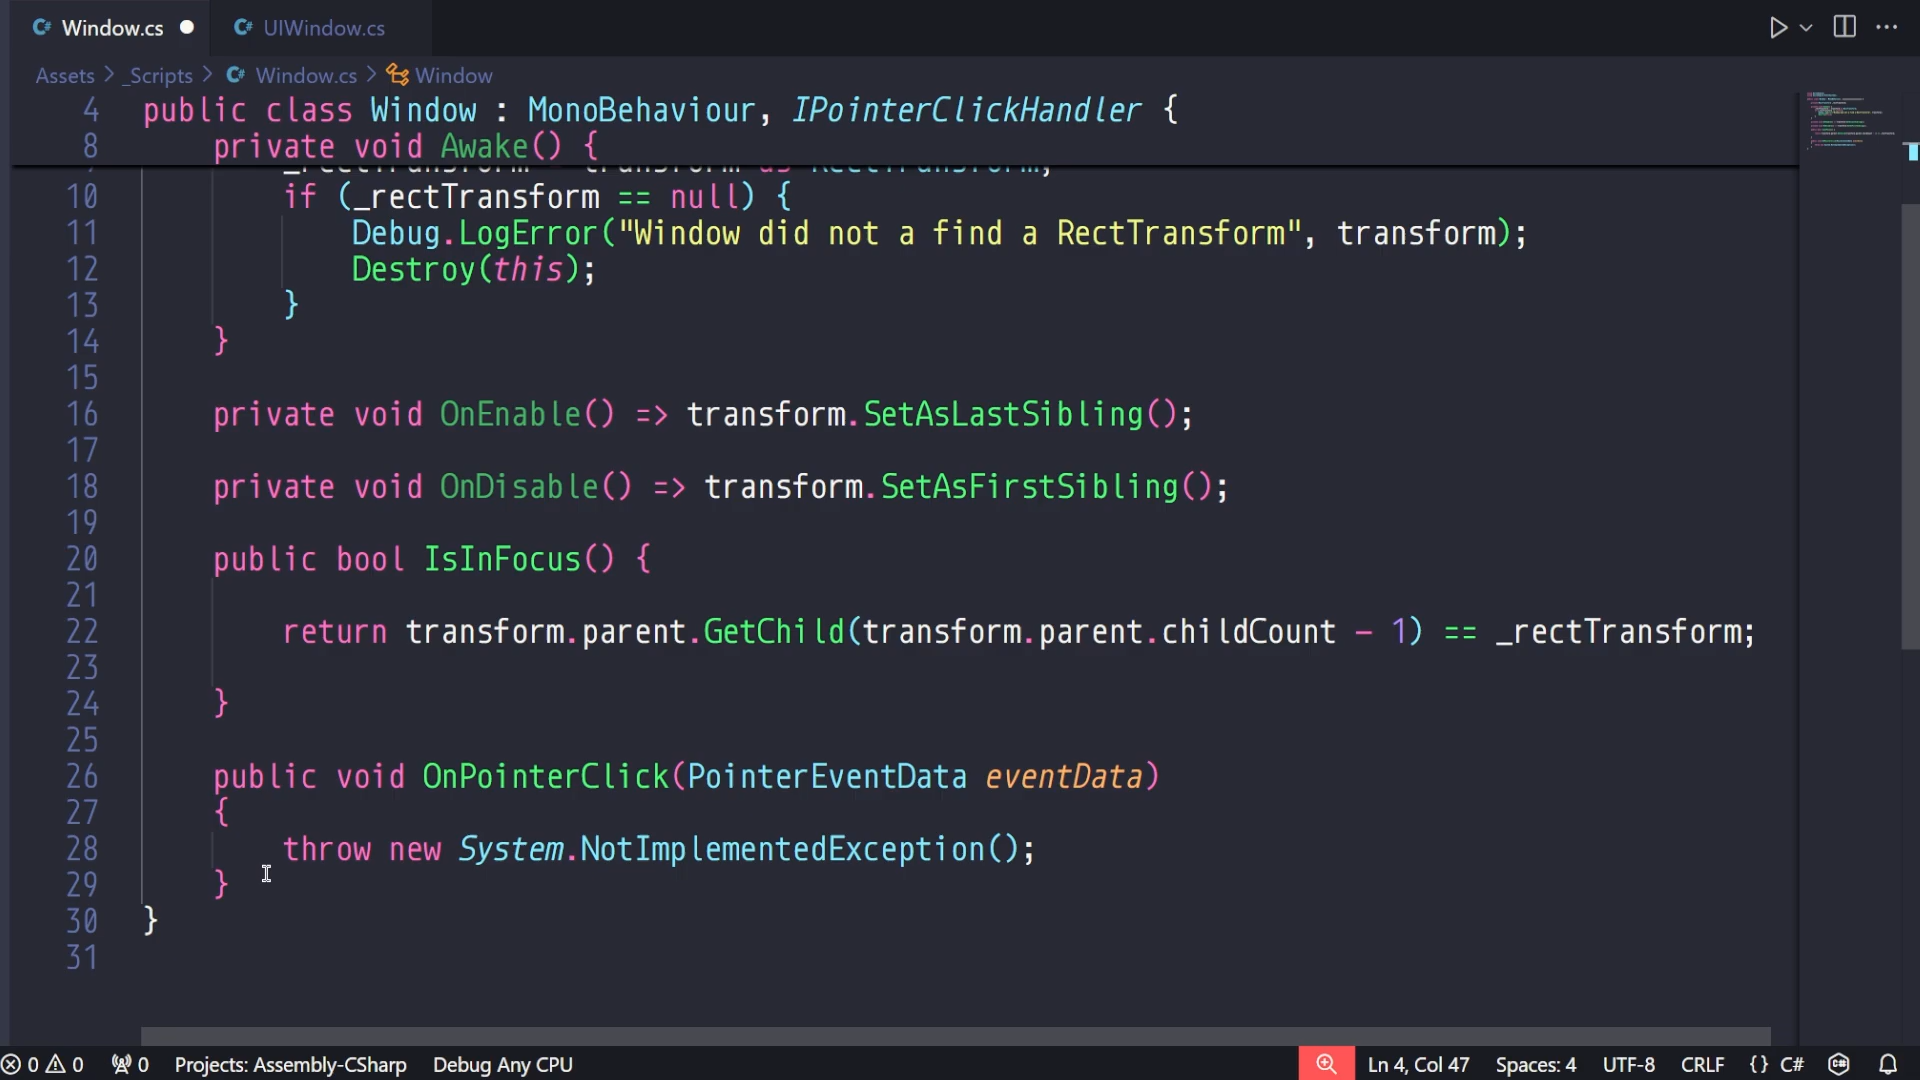 Window.cs UIWindow.cs
Assets > _Scripts > Window.cs > Window
4 public class Window : MonoBehaviour, IPointerClickHandler {
8 private void Awake() {
10 if (_rectTransform == null) {
11 Debug.LogError("Window did not a find a RectTransform", transform);
12 Destroy(this);
13 }
14 }
15
16 private void OnEnable() => transform.SetAsLastSibling();
17
18 private void OnDisable() => transform.SetAsFirstSibling();
19
20 public bool IsInFocus() {
21
22 return transform.parent.GetChild(transform.parent.childCount - 1) == _rectTransform;
23
24 }
25
26 public void OnPointerClick(PointerEventData eventData)
27 {
28 throw new System.NotImplementedException();
29 }
30 }
31
0 0 0 Projects: Assembly-CSharp Debug Any CPU Ln 4, Col 47 Spaces: 4 UTF-8 CRLF {} C#